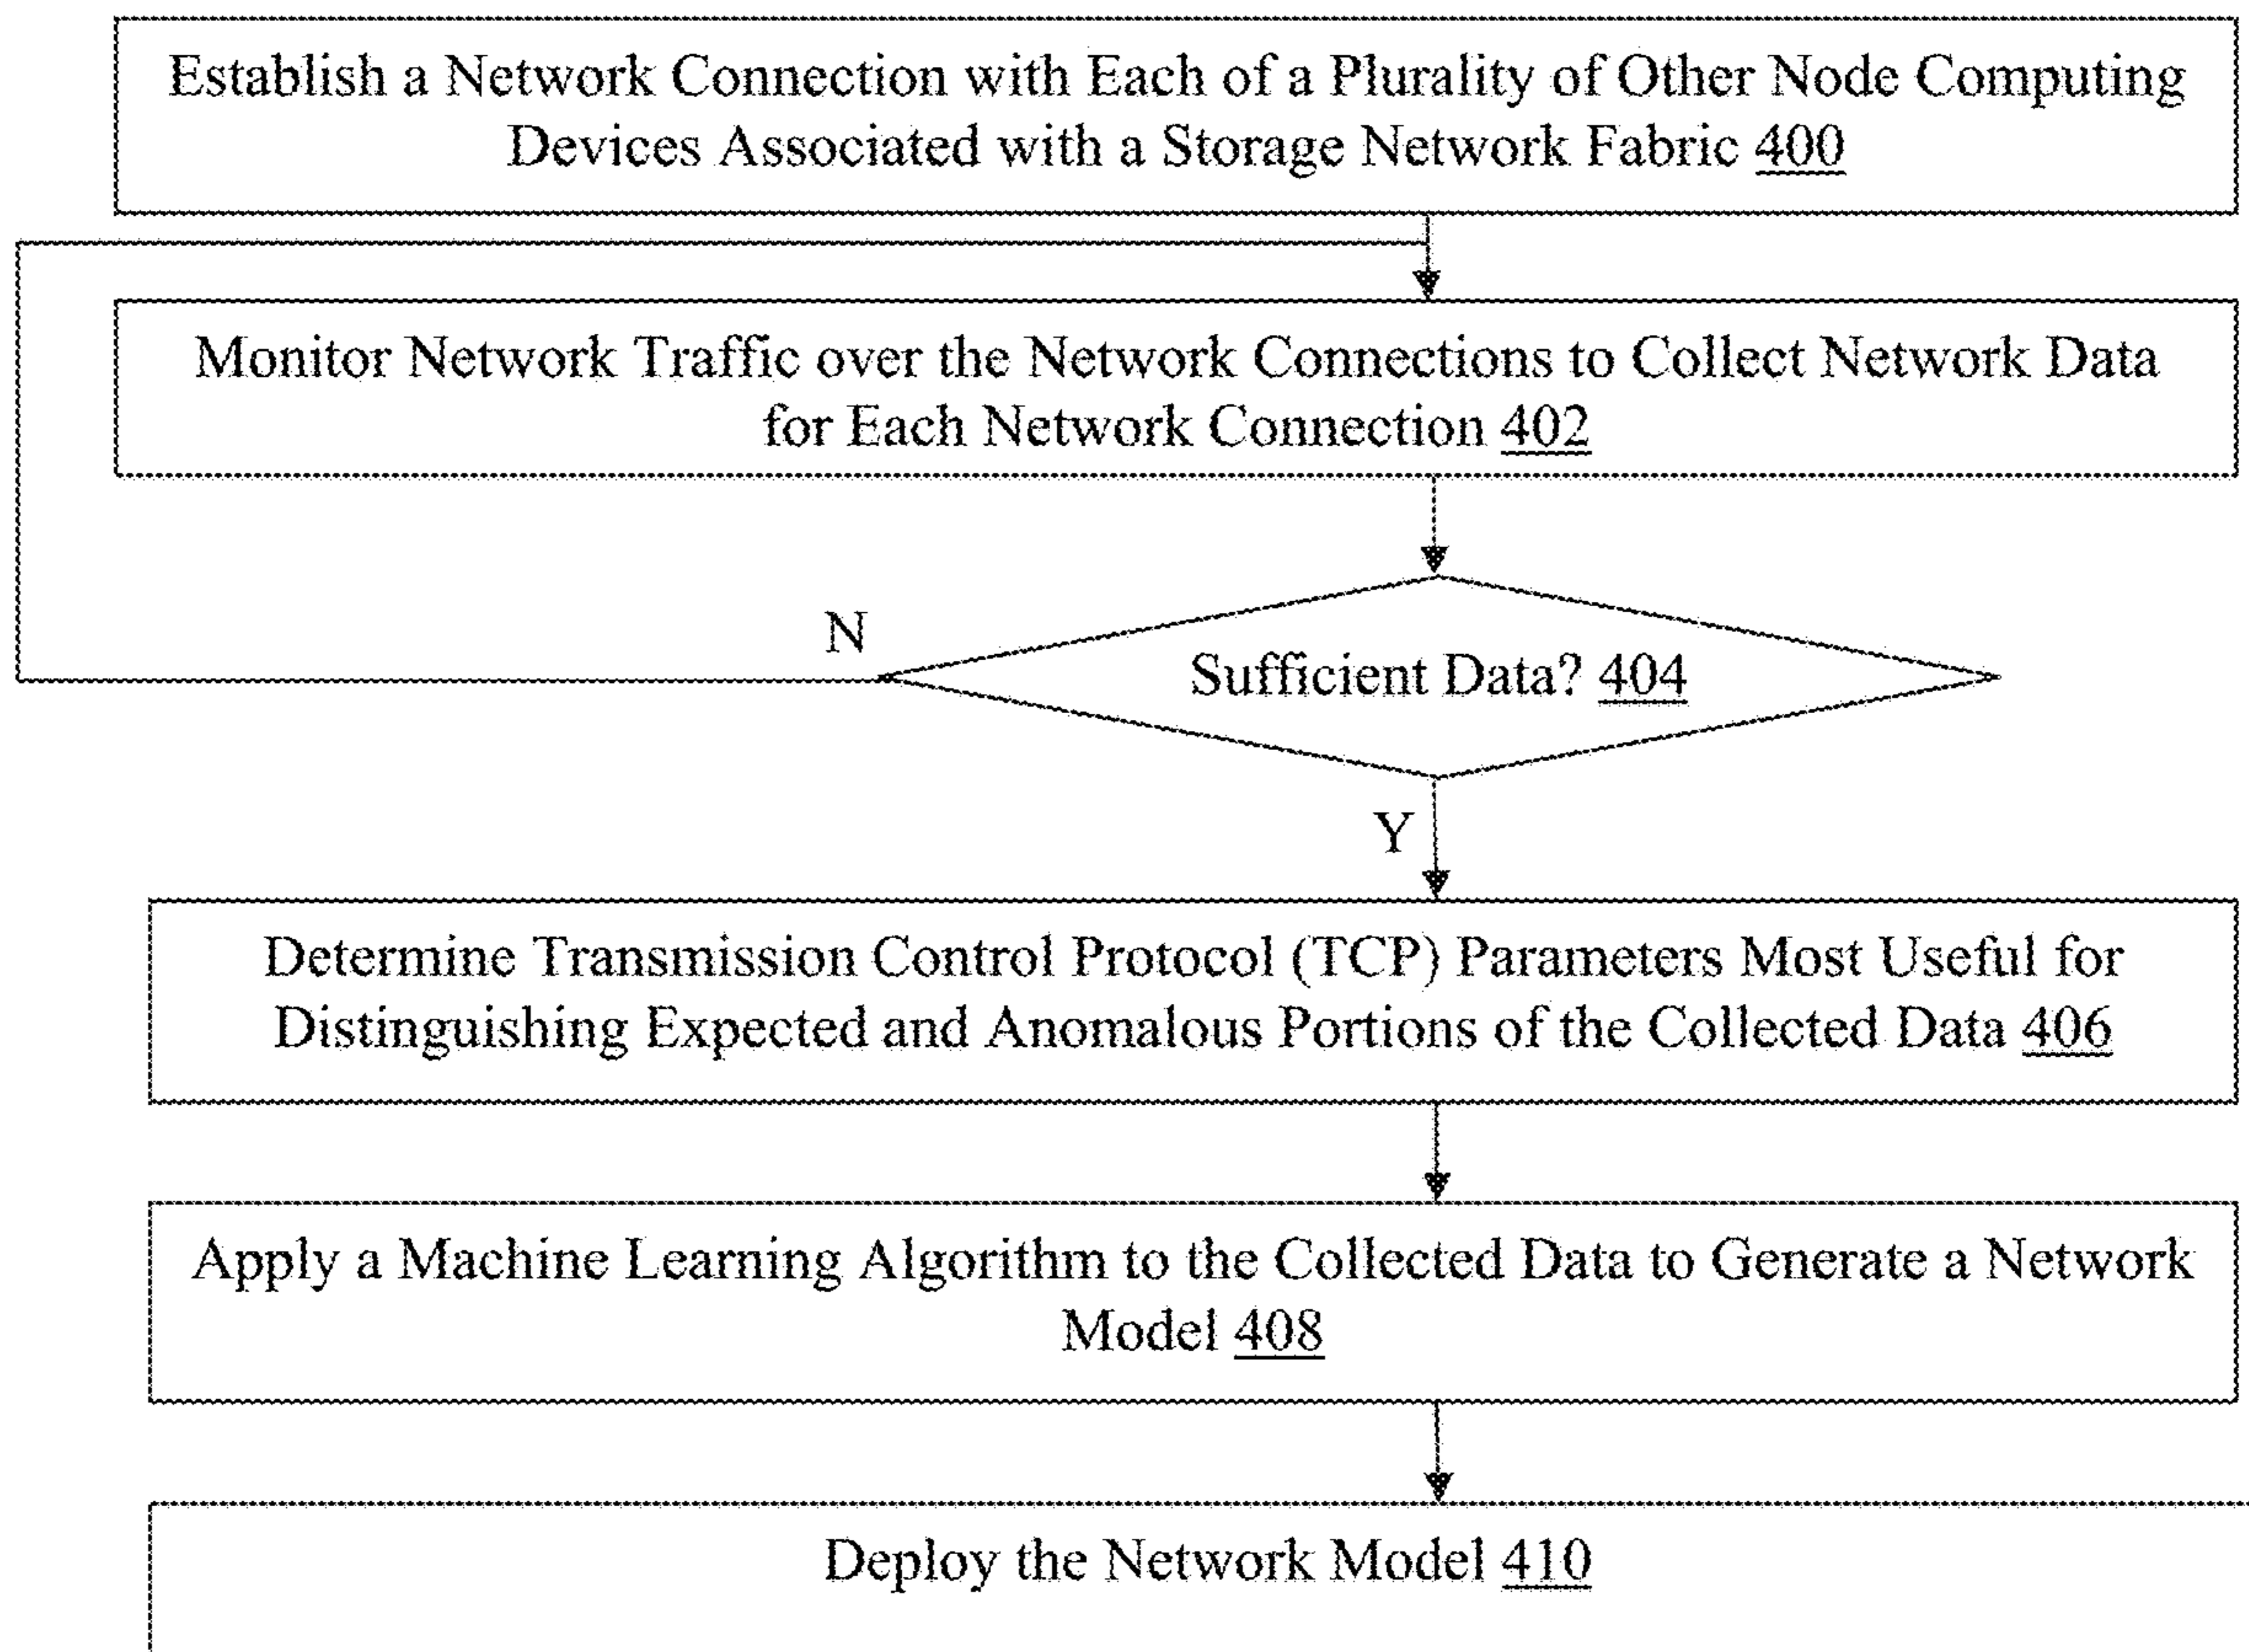 Establish a Network Connection with Each of a Plurality of Other Node Computing
Devices Associated with a Storage Network Fabric 400
Monitor Network Traffic over the Network Connections to Collect Network Data
for Each Network Connection 402
N
Sufficient Data? 404
Y
Determine Transmission Control Protocol (TCP) Parameters Most Useful for
Distinguishing Expected and Anomalous Portions of the Collected Data 406
Apply a Machine Learning Algorithm to the Collected Data to Generate a Network
Model 408
Deploy the Network Model 410